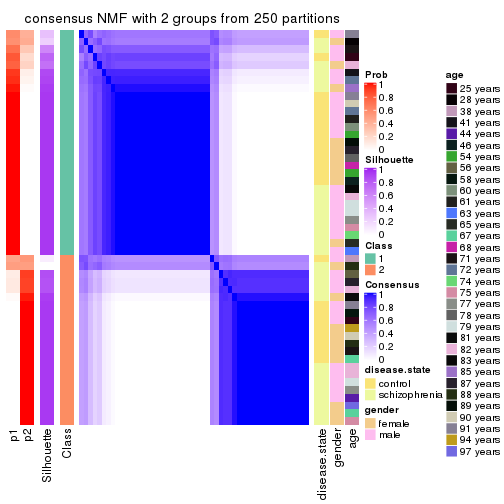 consensus NMF with 2 groups from 250 partitions
p1
p2
Silhouette
Class
disease.state
gender
age
Prob
1
0.8
0.6
0.4
0.2
0
Silhouette
1
0.8
0.6
0.4
0.2
0
Class
1
2
Consensus
1
0.8
0.6
0.4
0.2
0
disease.state
control
schizophrenia
gender
female
male
age
25 years
28 years
38 years
41 years
44 years
46 years
54 years
56 years
58 years
60 years
61 years
63 years
65 years
67 years
68 years
71 years
72 years
74 years
75 years
77 years
78 years
79 years
81 years
82 years
83 years
85 years
87 years
88 years
89 years
90 years
91 years
94 years
97 years